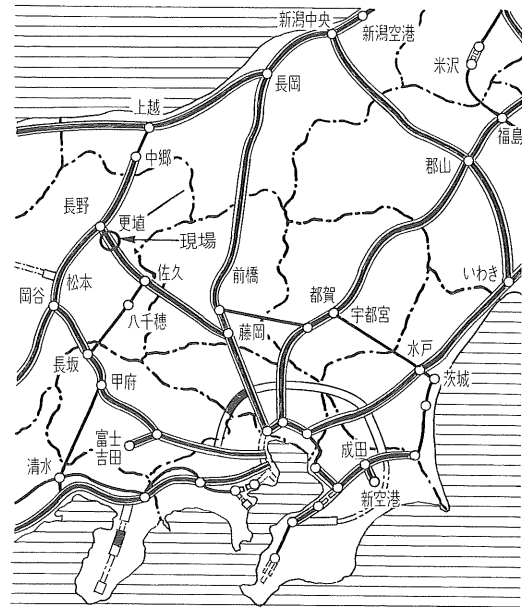 新潟中央
新潟空港
米沢
長岡
福島
上越
中郷
郡山
長野
更埴
現場
佐久
前橋
いわき
松本
岡谷
都賀
宇都宮
八千穂
藤岡
水戸
長坂
茨城
甲府
富士
吉田
成田
清水
新空港